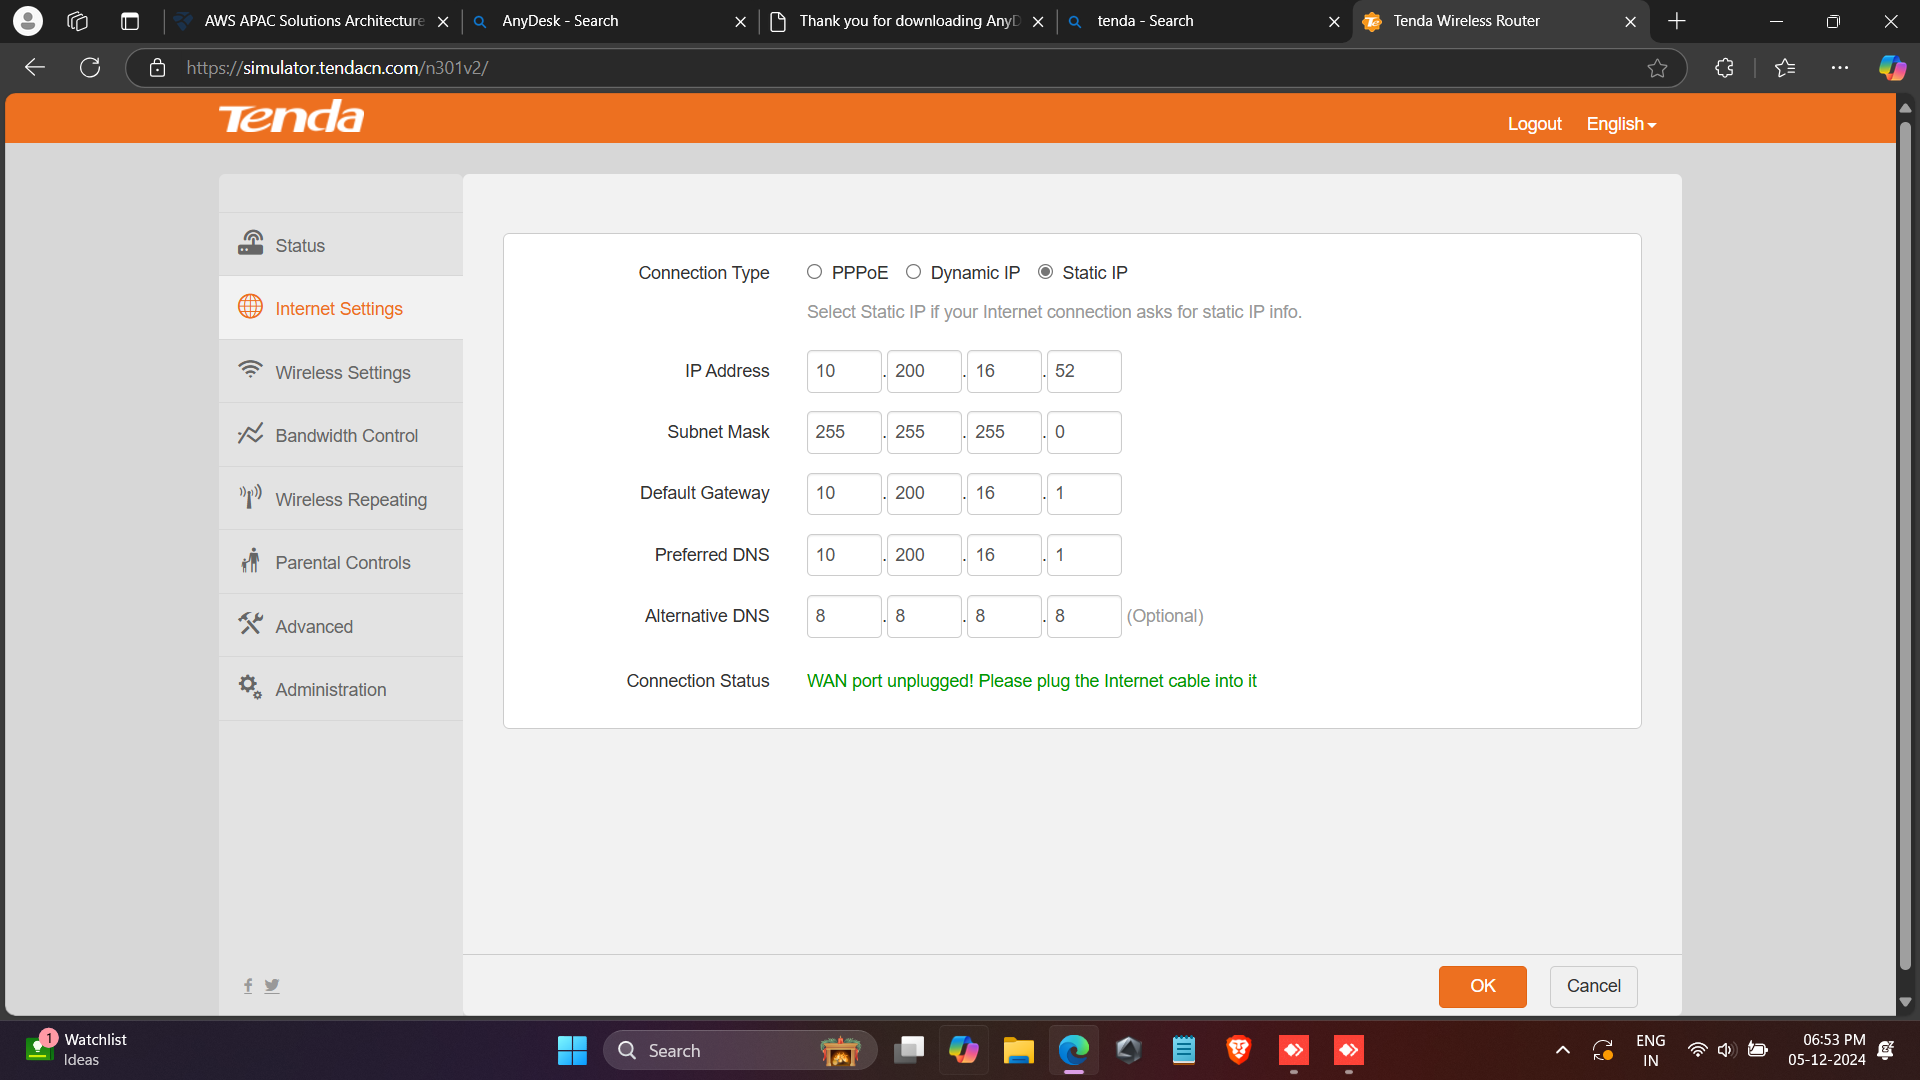 AWS APAC Solutions Architecture
AnyDesk - Search
Thank you for downloading AnyD
tenda - Search
Tenda Wireless Router
https://simulator.tendacn.com/n301v2/
Tenda
Logout
English
Status
Internet Settings
Wireless Settings
Bandwidth Control
Wireless Repeating
Parental Controls
Advanced
Administration
Connection Type PPPoE Dynamic IP Static IP
Select Static IP if your Internet connection asks for static IP info.
IP Address 10 . 200 . 16 . 52
Subnet Mask 255 . 255 . 255 . 0
Default Gateway 10 . 200 . 16 . 1
Preferred DNS 10 . 200 . 16 . 1
Alternative DNS 8 . 8 . 8 . 8 (Optional)
Connection Status WAN port unplugged! Please plug the Internet cable into it
OK
Cancel
1
Watchlist
Ideas
Search
ENG
IN
06:53 PM
05-12-2024